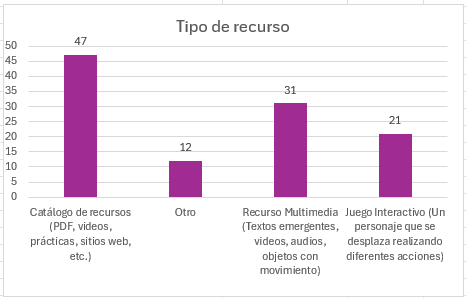 Tipo de recurso
50
45
40
35
30
25
20
15
10
5
0
47
12
31
21
Catálogo de recursos
(PDF, videos,
prácticas, sitios web,
etc.)
Otro
Recurso Multimedia
(Textos emergentes,
videos, audios,
objetos con
movimiento)
Juego Interactivo (Un
personaje que se
desplaza realizando
diferentes acciones)